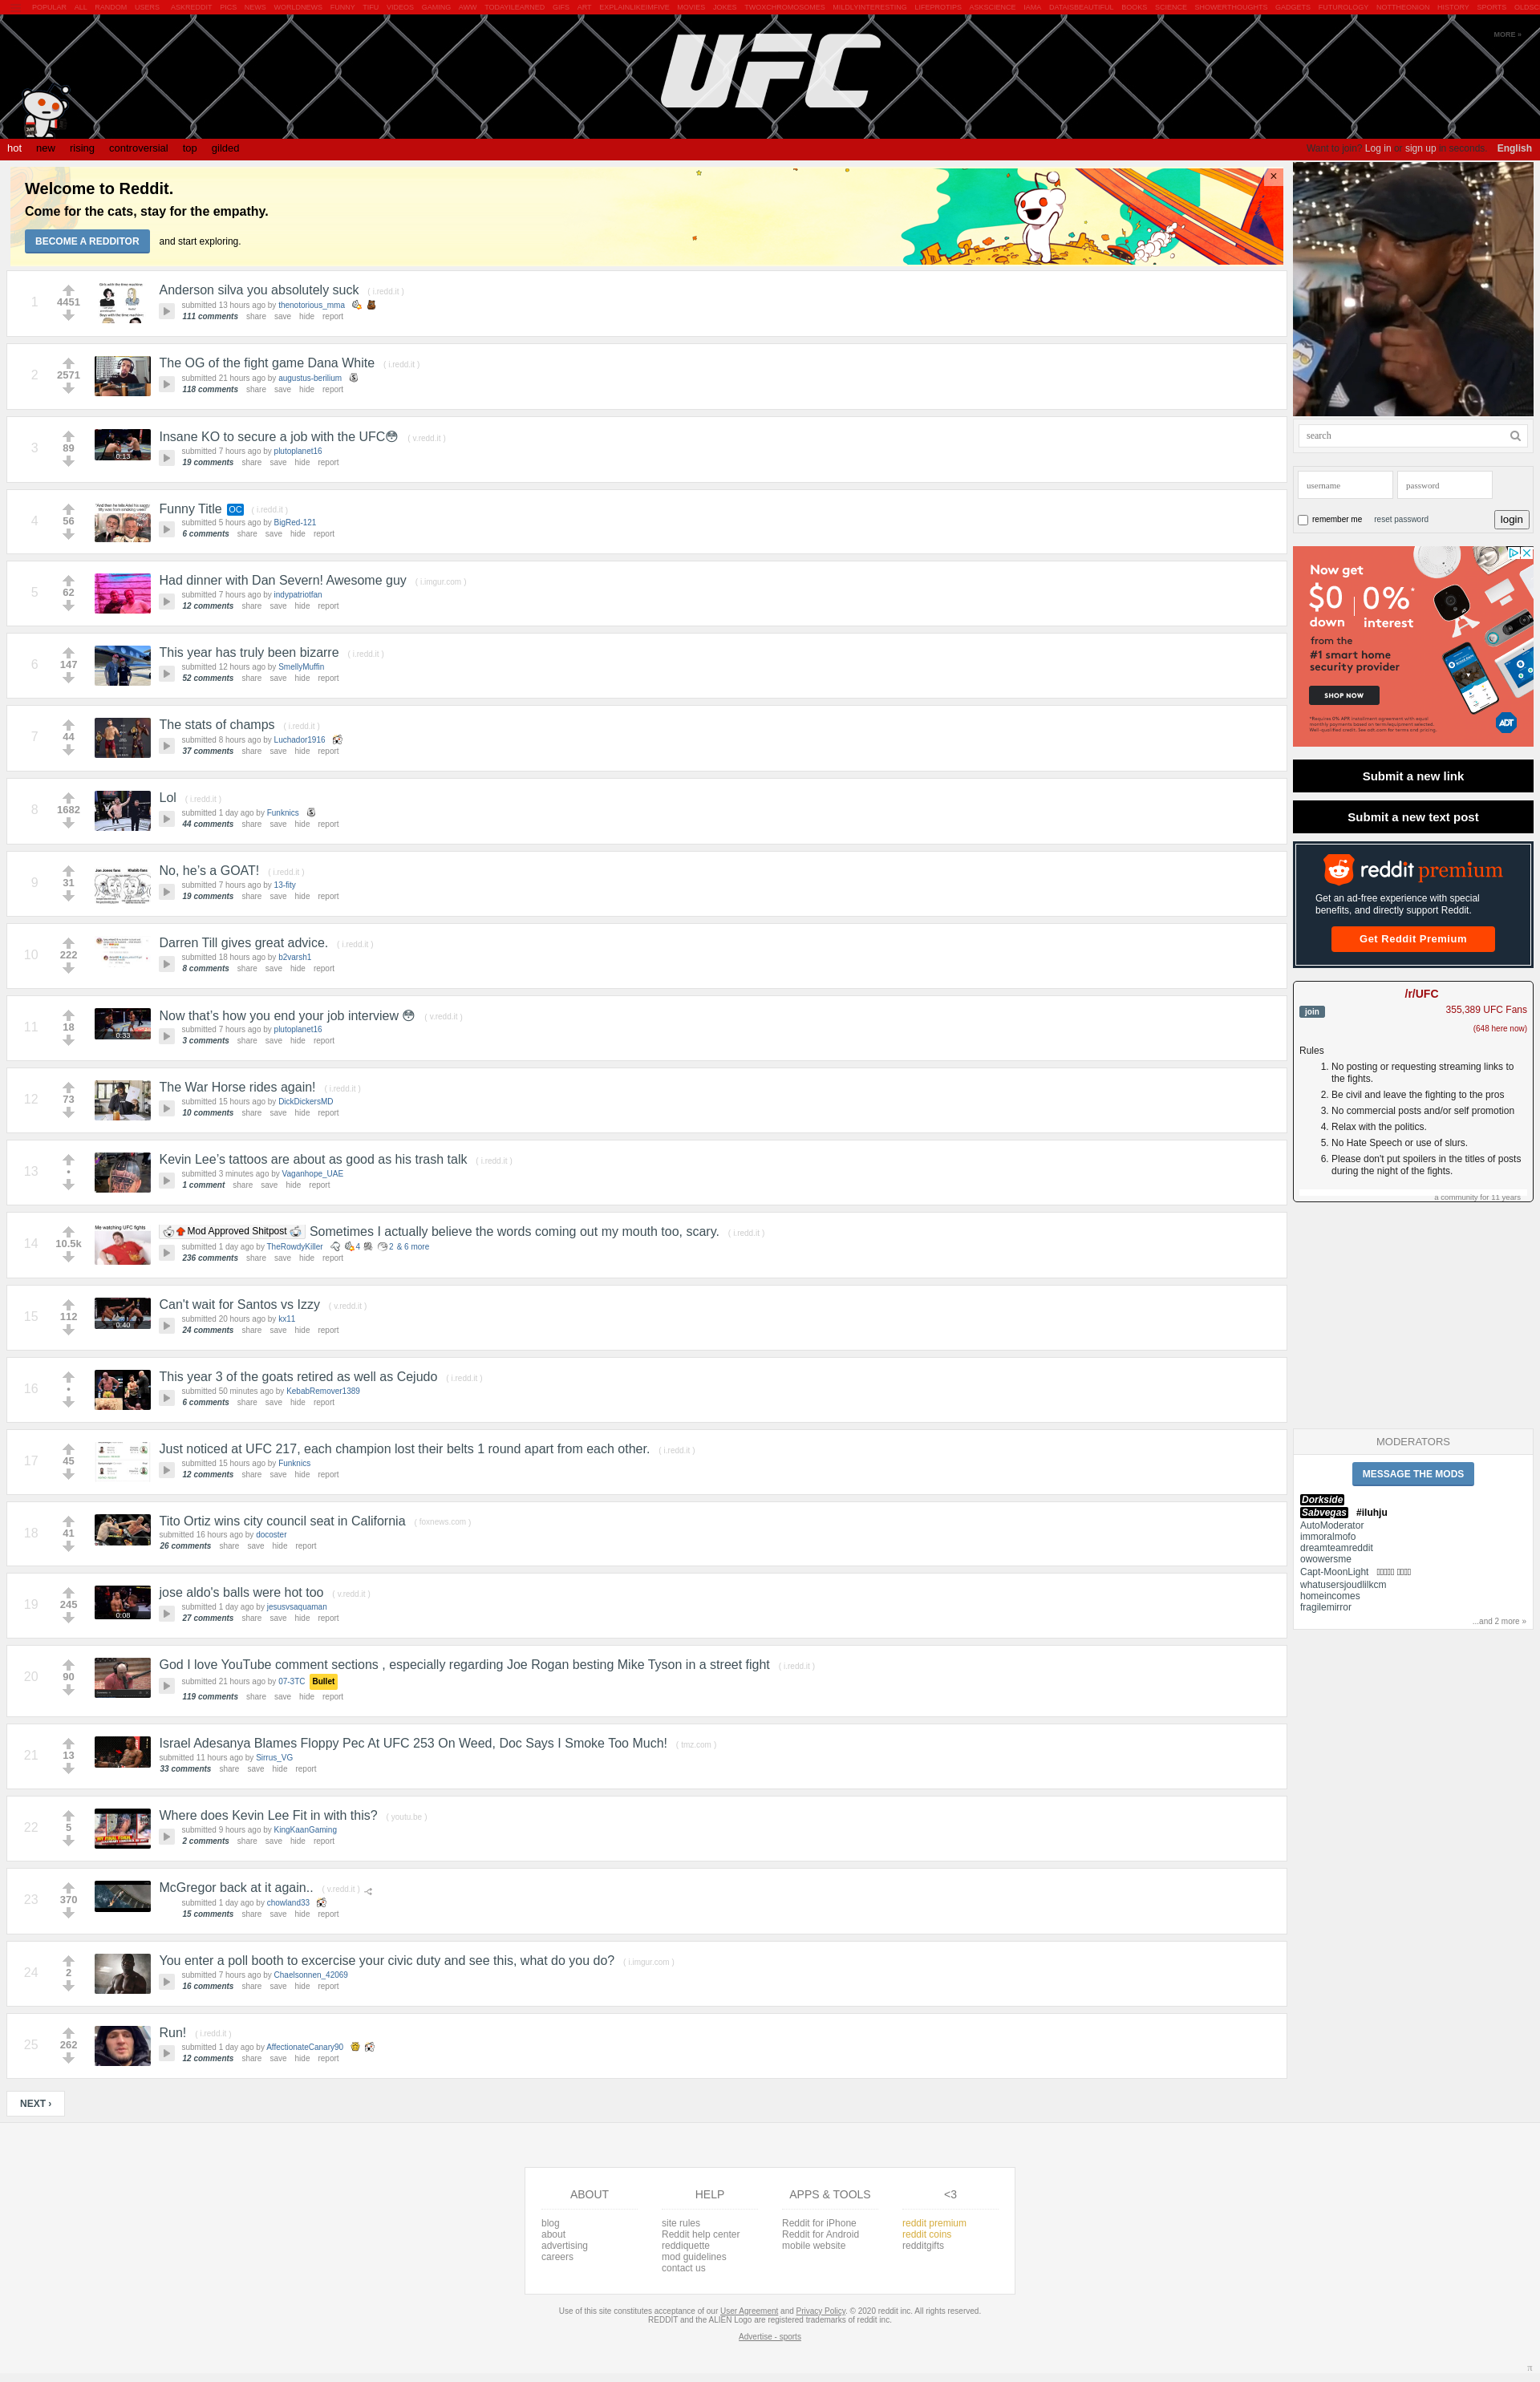 POPULAR ALL RANDOM USERS ASKREDDIT PICS NEWS WORLDNEWS FUNNY TIFU VIDEOS GAMING AWW TODAYILEARNED GIFS ART EXPLAINLIKEIMFIVE MOVIES JOKES TWOXCHROMOSOMES MILDLYINTERESTING LIFEPROTIPS ASKSCIENCE IAMA DATAISBEAUTIFUL BOOKS SCIENCE SHOWERTHOUGHTS GADGETS FUTUROLOGY NOTTHEONION HISTORY SPORTS
MORE »
UFC
hot new rising controversial top gilded
Want to join? Log in or sign up in seconds. English
Welcome to Reddit.
Come for the cats, stay for the empathy.
BECOME A REDDITOR and start exploring.
1 4451 Anderson silva you absolutely suck ( i.redd.it )
submitted 13 hours ago by thenotorious_mma
111 comments share save hide report
2 2571 The OG of the fight game Dana White ( i.redd.it )
submitted 21 hours ago by augustus-berilium
118 comments share save hide report
3 89 Insane KO to secure a job with the UFC😳 ( v.redd.it )
0:13
submitted 7 hours ago by plutoplanet16
19 comments share save hide report
4 56 Funny Title OC ( i.redd.it )
submitted 5 hours ago by BigRed-121
6 comments share save hide report
5 62 Had dinner with Dan Severn! Awesome guy ( i.imgur.com )
submitted 7 hours ago by indypatriotfan
12 comments share save hide report
6 147 This year has truly been bizarre ( i.redd.it )
submitted 12 hours ago by SmellyMuffin
52 comments share save hide report
7 44 The stats of champs ( i.redd.it )
submitted 8 hours ago by Luchador1916
37 comments share save hide report
8 1682 Lol ( i.redd.it )
submitted 1 day ago by Funknics
44 comments share save hide report
9 31 No, he's a GOAT! ( i.redd.it )
submitted 7 hours ago by 13-fity
19 comments share save hide report
10 222 Darren Till gives great advice. ( i.redd.it )
submitted 18 hours ago by b2varsh1
8 comments share save hide report
11 18 Now that's how you end your job interview 😳 ( v.redd.it )
0:33
submitted 7 hours ago by plutoplanet16
3 comments share save hide report
12 73 The War Horse rides again! ( i.redd.it )
submitted 15 hours ago by DickDickersMD
10 comments share save hide report
13 • Kevin Lee's tattoos are about as good as his trash talk ( i.redd.it )
submitted 3 minutes ago by Vaganhope_UAE
1 comment share save hide report
Me watching UFC fights
14 10.5k Mod Approved Shitpost Sometimes I actually believe the words coming out my mouth too, scary. ( i.redd.it )
submitted 1 day ago by TheRowdyKiller 4 2 & 6 more
236 comments share save hide report
15 112 Can't wait for Santos vs Izzy ( v.redd.it )
0:40
submitted 20 hours ago by kx11
24 comments share save hide report
16 • This year 3 of the goats retired as well as Cejudo ( i.redd.it )
submitted 50 minutes ago by KebabRemover1389
6 comments share save hide report
17 45 Just noticed at UFC 217, each champion lost their belts 1 round apart from each other. ( i.redd.it )
submitted 15 hours ago by Funknics
12 comments share save hide report
18 41 Tito Ortiz wins city council seat in California ( foxnews.com )
submitted 16 hours ago by docoster
26 comments share save hide report
19 245 jose aldo's balls were hot too ( v.redd.it )
0:08
submitted 1 day ago by jesusvsaquaman
27 comments share save hide report
20 90 God I love YouTube comment sections , especially regarding Joe Rogan besting Mike Tyson in a street fight ( i.redd.it )
submitted 21 hours ago by 07-3TC Bullet
119 comments share save hide report
21 13 Israel Adesanya Blames Floppy Pec At UFC 253 On Weed, Doc Says I Smoke Too Much! ( tmz.com )
submitted 11 hours ago by Sirrus_VG
33 comments share save hide report
22 5 Where does Kevin Lee Fit in with this? ( youtu.be )
submitted 9 hours ago by KingKaanGaming
2 comments share save hide report
23 370 McGregor back at it again.. ( v.redd.it )
submitted 1 day ago by chowland33
15 comments share save hide report
24 2 You enter a poll booth to excercise your civic duty and see this, what do you do? ( i.imgur.com )
submitted 7 hours ago by Chaelsonnen_42069
16 comments share save hide report
25 262 Run! ( i.redd.it )
submitted 1 day ago by AffectionateCanary90
12 comments share save hide report
NEXT ›
search
username password
remember me reset password login
Now get
$0 0%*
down interest
from the
#1 smart home
security provider
SHOP NOW
ADT
Submit a new link
Submit a new text post
reddit premium
Get an ad-free experience with special
benefits, and directly support Reddit.
Get Reddit Premium
/r/UFC
join 355,389 UFC Fans
(648 here now)
Rules
1. No posting or requesting streaming links to
the fights.
2. Be civil and leave the fighting to the pros
3. No commercial posts and/or self promotion
4. Relax with the politics.
5. No Hate Speech or use of slurs.
6. Please don't put spoilers in the titles of posts
during the night of the fights.
a community for 11 years
MODERATORS
MESSAGE THE MODS
Dorkside
Sabvegas #iluhju
AutoModerator
immoralmofo
dreamteamreddit
owowersme
Capt-MoonLight
whatusersjoudlilkcm
homeincomes
fragilemirror
...and 2 more »
ABOUT
blog
about
advertising
careers
HELP
site rules
Reddit help center
reddiquette
mod guidelines
contact us
APPS & TOOLS
Reddit for iPhone
Reddit for Android
mobile website
<3
reddit premium
reddit coins
redditgifts
Use of this site constitutes acceptance of our User Agreement and Privacy Policy. © 2020 reddit inc. All rights reserved.
REDDIT and the ALIEN Logo are registered trademarks of reddit inc.
Advertise - sports
π